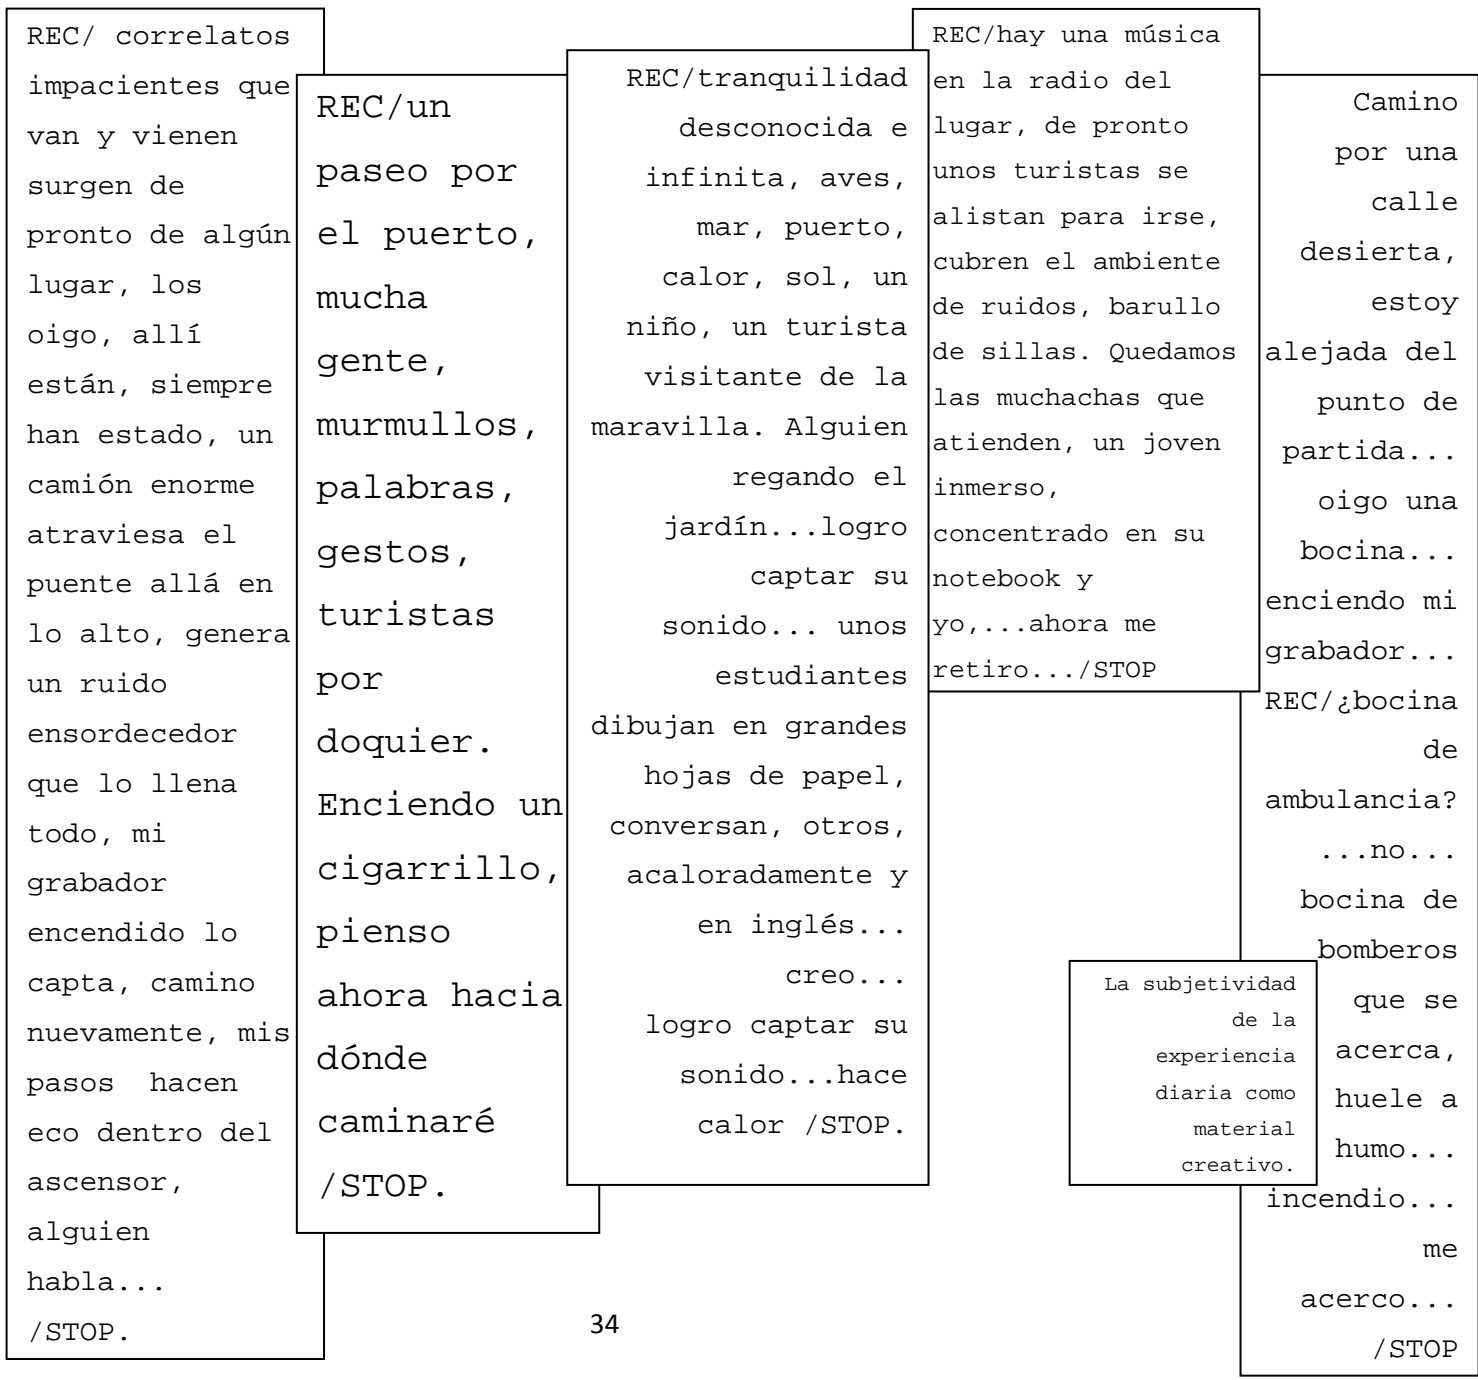 REC/ correlatos
impacientes que
van y vienen
surgen de
pronto de algún
lugar, los
oigo, allí
están, siempre
han estado, un
camión enorme
atraviesa el
puente allá en
lo alto, genera
un ruido
ensordecedor
que lo llena
todo, mi
grabador
encendido lo
capta, camino
nuevamente, mis
pasos  hacen
eco dentro del
ascensor,
alguien
habla...
/STOP.
REC/un
paseo por
el puerto,
mucha
gente,
murmullos,
palabras,
gestos,
turistas
por
doquier.
Enciendo un
cigarrillo,
pienso
ahora hacia
dónde
caminaré
/STOP.
REC/tranquilidad
desconocida e
infinita, aves,
mar, puerto,
calor, sol, un
niño, un turista
visitante de la
maravilla. Alguien
regando el
jardín...logro
captar su
sonido... unos
estudiantes
dibujan en grandes
hojas de papel,
conversan, otros,
acaloradamente y
en inglés...
creo...
logro captar su
sonido...hace
calor /STOP.
REC/hay una música
en la radio del
lugar, de pronto
unos turistas se
alistan para irse,
cubren el ambiente
de ruidos, barullo
de sillas. Quedamos
las muchachas que
atienden, un joven
inmerso,
concentrado en su
notebook y
yo,...ahora me
retiro.../STOP
Camino
por una
calle
desierta,
estoy
alejada del
punto de
partida...
oigo una
bocina...
enciendo mi
grabador...
REC/¿bocina
de
ambulancia?
...no...
bocina de
bomberos
que se
acerca,
huele a
humo...
incendio...
me
acerco...
/STOP
La subjetividad
de la
experiencia
diaria como
material
creativo.
34